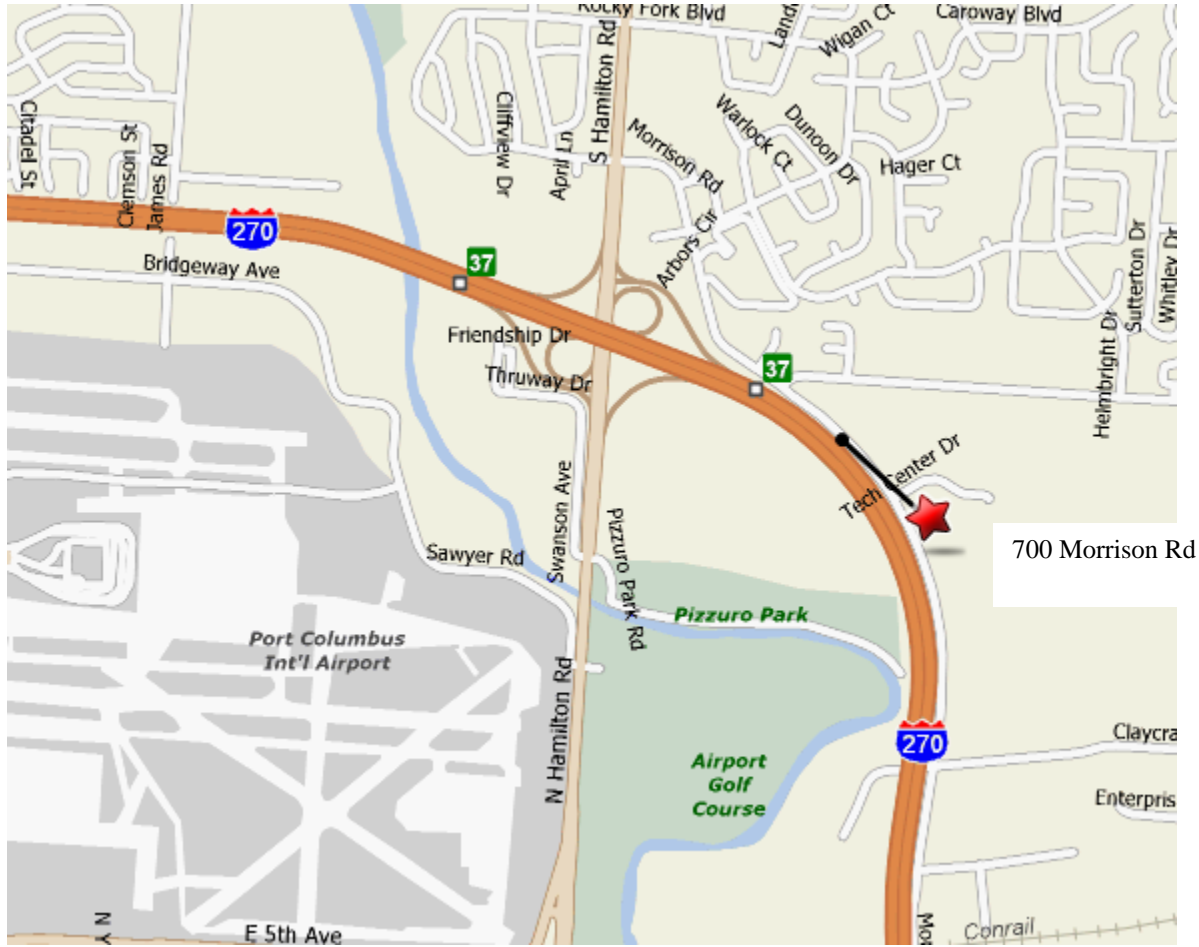 Rocky Fork Blvd
Caroway Blvd
Wigan Ct
S Hamilton Rd
Citadel St
Clemson St
James Rd
Cliffview Dr
April Ln
Morrison Rd
Warlock Ct
Dunoon Dr
Hager Ct
Arbors Cir
Sutterton Dr
Whitley Dr
Helmbright Dr
270
Bridgeway Ave
37
Friendship Dr
Thruway Dr
37
Tech Center Dr
Swanson Ave
Pizzuro Park Rd
Sawyer Rd
700 Morrison Rd
Pizzuro Park
Port Columbus
Int'l Airport
N Hamilton Rd
270
Claycra
Airport
Golf
Course
Enterpris
N Y
E 5th Ave
Conrail